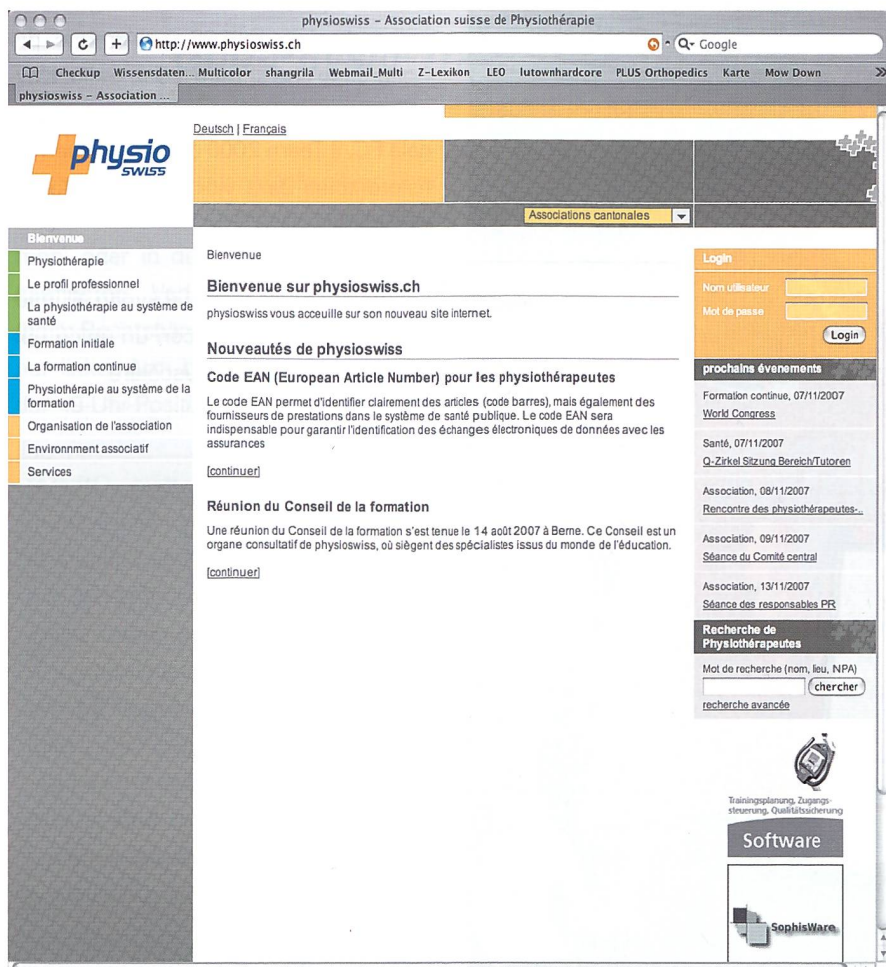 physioswiss – Association suisse de Physiothérapie
http://www.physioswiss.ch
Google
Checkup Wissensdaten... Multicolor shangrila Webmail_Multi Z-Lexikon LEO lutownhardcore PLUS Orthopedics Karte Mow Down
physioswiss – Association ...
physio
swiss
Deutsch | Français
Associations cantonales
Bienvenue
Physiothérapie
Le profil professionnel
La physiothérapie au système de
santé
Formation initiale
La formation continue
Physiothérapie au système de la
formation
Organisation de l'association
Environnment associatif
Services
Bienvenue
Bienvenue sur physioswiss.ch
physioswiss vous acceuille sur son nouveau site internet.
Nouveautés de physioswiss
Code EAN (European Article Number) pour les physiothérapeutes
Le code EAN permet d'identifier clairement des articles (code barres), mais également des
fournisseurs de prestations dans le système de santé publique. Le code EAN sera
indispensable pour garantir l'identification des échanges électroniques de données avec les
assurances
[continuer]
Réunion du Conseil de la formation
Une réunion du Conseil de la formation s'est tenue le 14 août 2007 à Berne. Ce Conseil est un
organe consultatif de physioswiss, où siègent des spécialistes issus du monde de l'éducation.
[continuer]
Login
Nom utilisateur
Mot de passe
Login
prochains évenements
Formation continue, 07/11/2007
World Congress
Santé, 07/11/2007
Q-Zirkel Sitzung Bereich/Tutoren
Association, 08/11/2007
Rencontre des physiothérapeutes-..
Association, 09/11/2007
Séance du Comité central
Association, 13/11/2007
Séance des responsables PR
Recherche de
Physiothérapeutes
Mot de recherche (nom, lieu, NPA)
chercher
recherche avancée
Trainingsplanung, Zugangs-
steuerung, Qualitätssicherung
Software
SophisWare